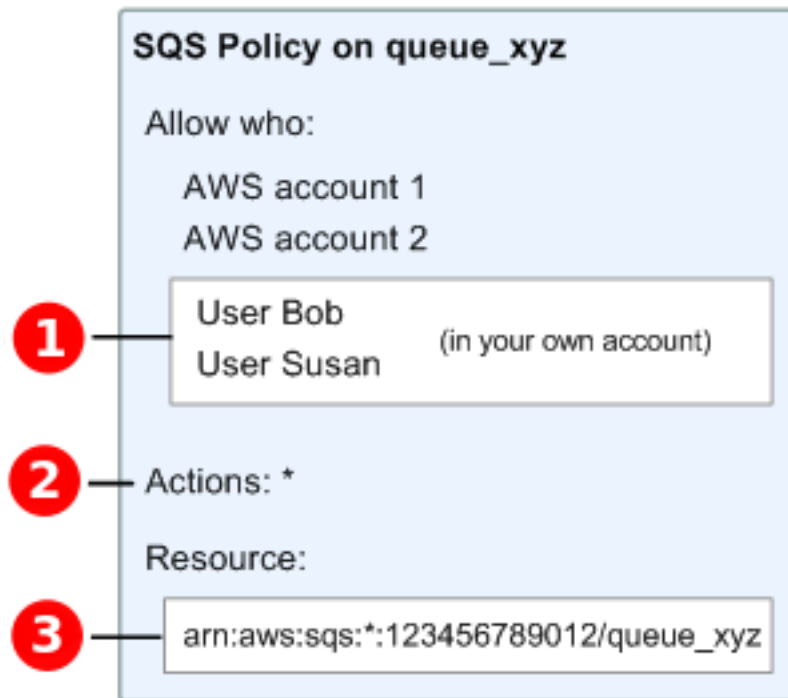 SQS Policy on queue_xyz
Allow who:
AWS account 1
AWS account 2
1
User Bob
(in your own account)
User Susan
2
Actions: *
Resource:
3
arn:aws:sqs:*:123456789012/queue_xyz